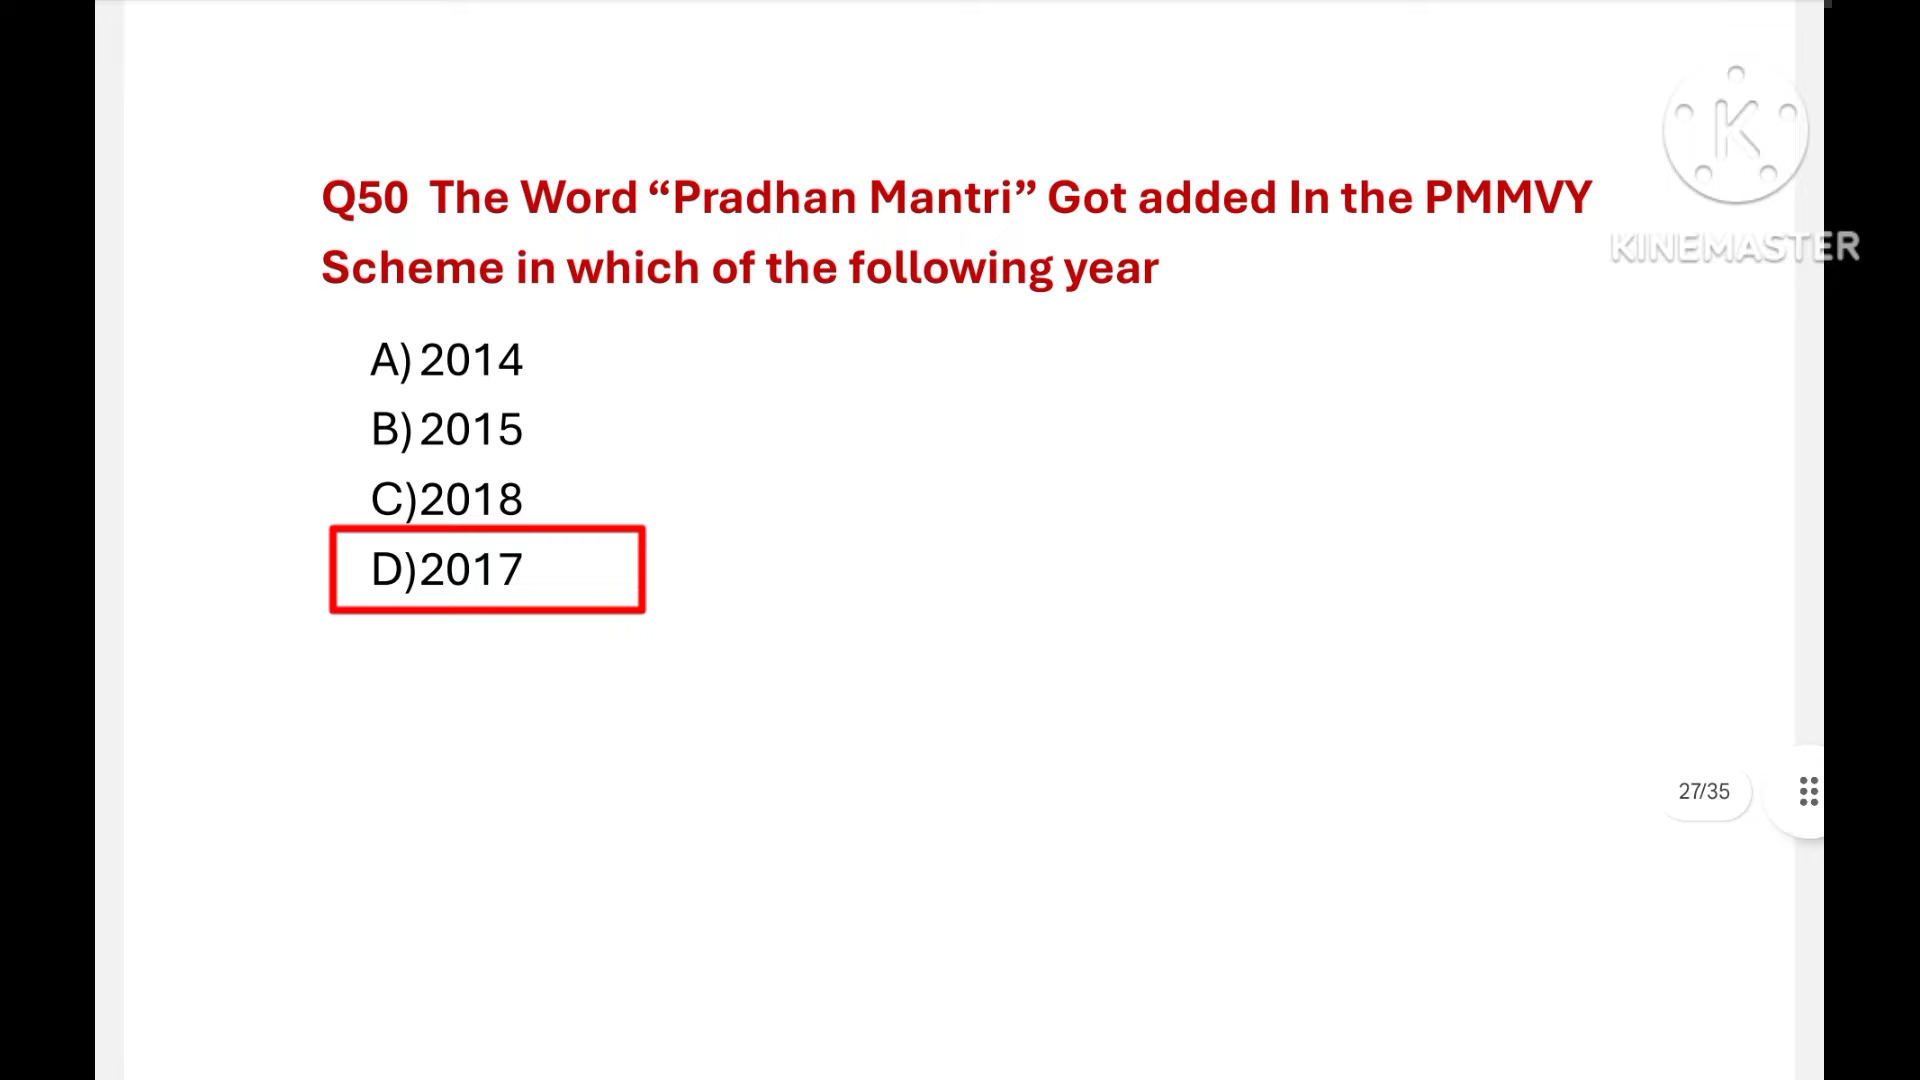 Q50 The Word “Pradhan Mantri” Got added In the PMMVY
Scheme in which of the following year
A) 2014
B) 2015
C)2018
D)2017
K
KINEMASTER
27/35